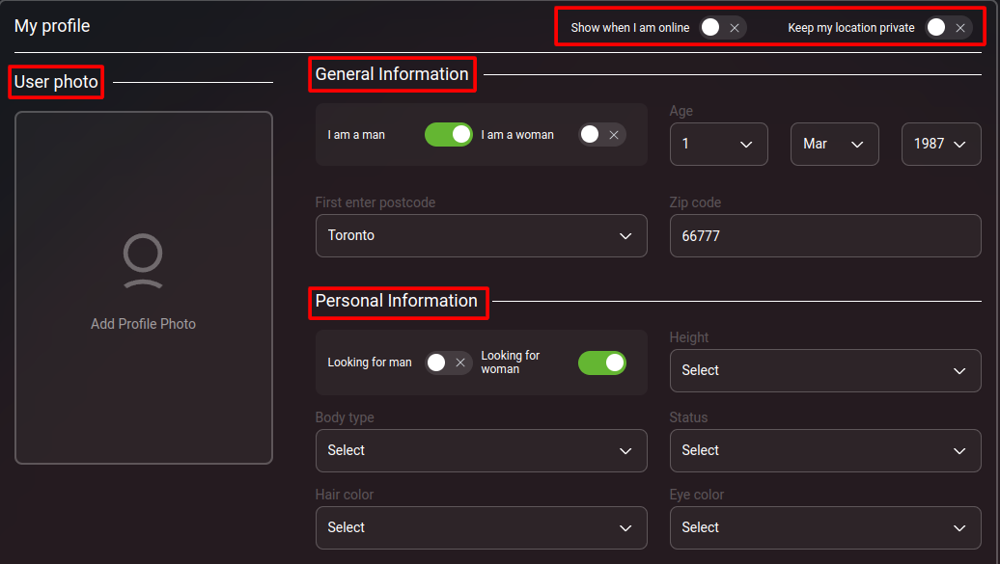 My profile
Show when I am online
Keep my location private
User photo
Add Profile Photo
General Information
I am a man
I am a woman
Age
1
Mar
1987
First enter postcode
Toronto
Zip code
66777
Personal Information
Looking for man
Looking for
woman
Height
Select
Body type
Select
Status
Select
Hair color
Select
Eye color
Select